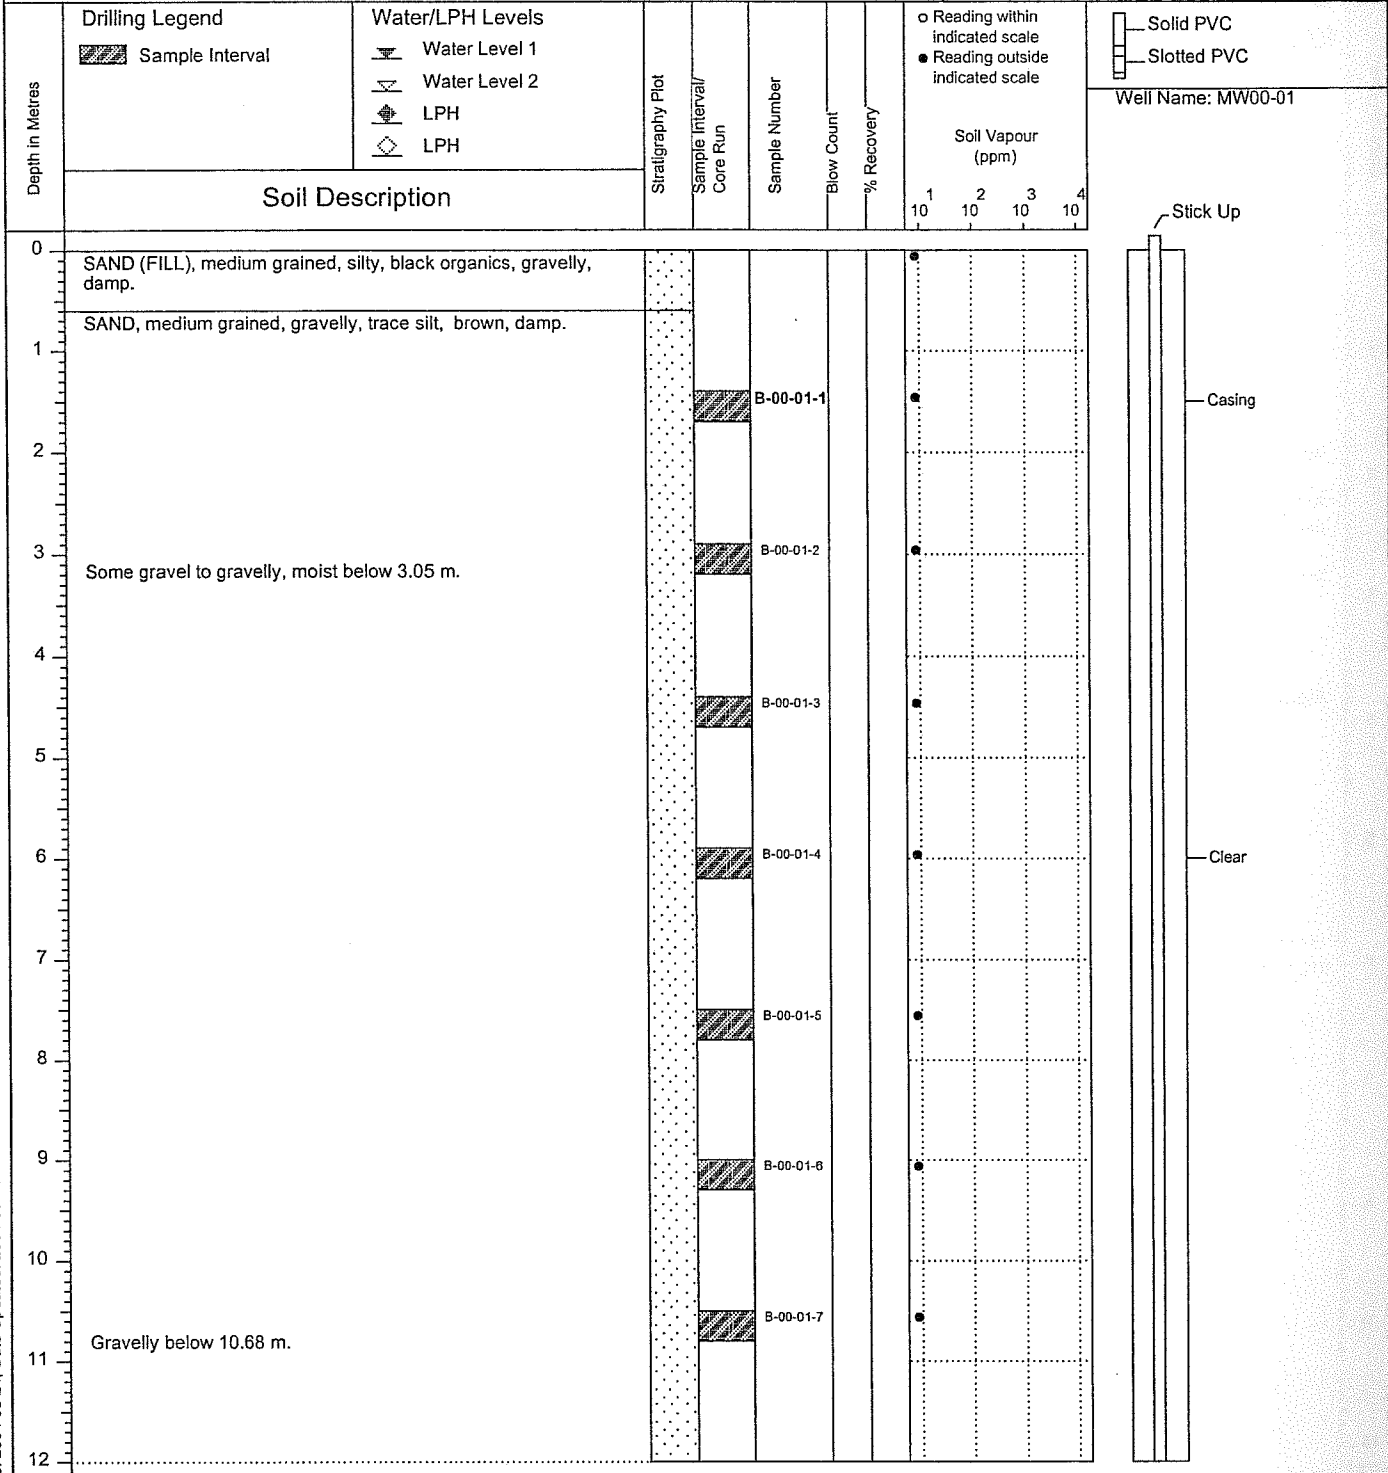 Drilling Legend
Sample Interval
Water/LPH Levels
Water Level 1
Water Level 2
LPH
LPH
Depth in Metres
Soil Description
Stratigraphy Plot
Sample Interval/
Core Run
Sample Number
Blow Count
% Recovery
Reading within
indicated scale
Reading outside
indicated scale
Soil Vapour
(ppm)
10 1 10 2 10 3 10 4
Solid PVC
Slotted PVC
Well Name: MW00-01
Stick Up
0
SAND (FILL), medium grained, silty, black organics, gravelly,
damp.
SAND, medium grained, gravelly, trace silt, brown, damp.
1
B-00-01-1
Casing
2
3
B-00-01-2
Some gravel to gravelly, moist below 3.05 m.
4
B-00-01-3
5
6
B-00-01-4
Clear
7
B-00-01-5
8
9
B-00-01-6
10
B-00-01-7
Gravelly below 10.68 m.
11
12